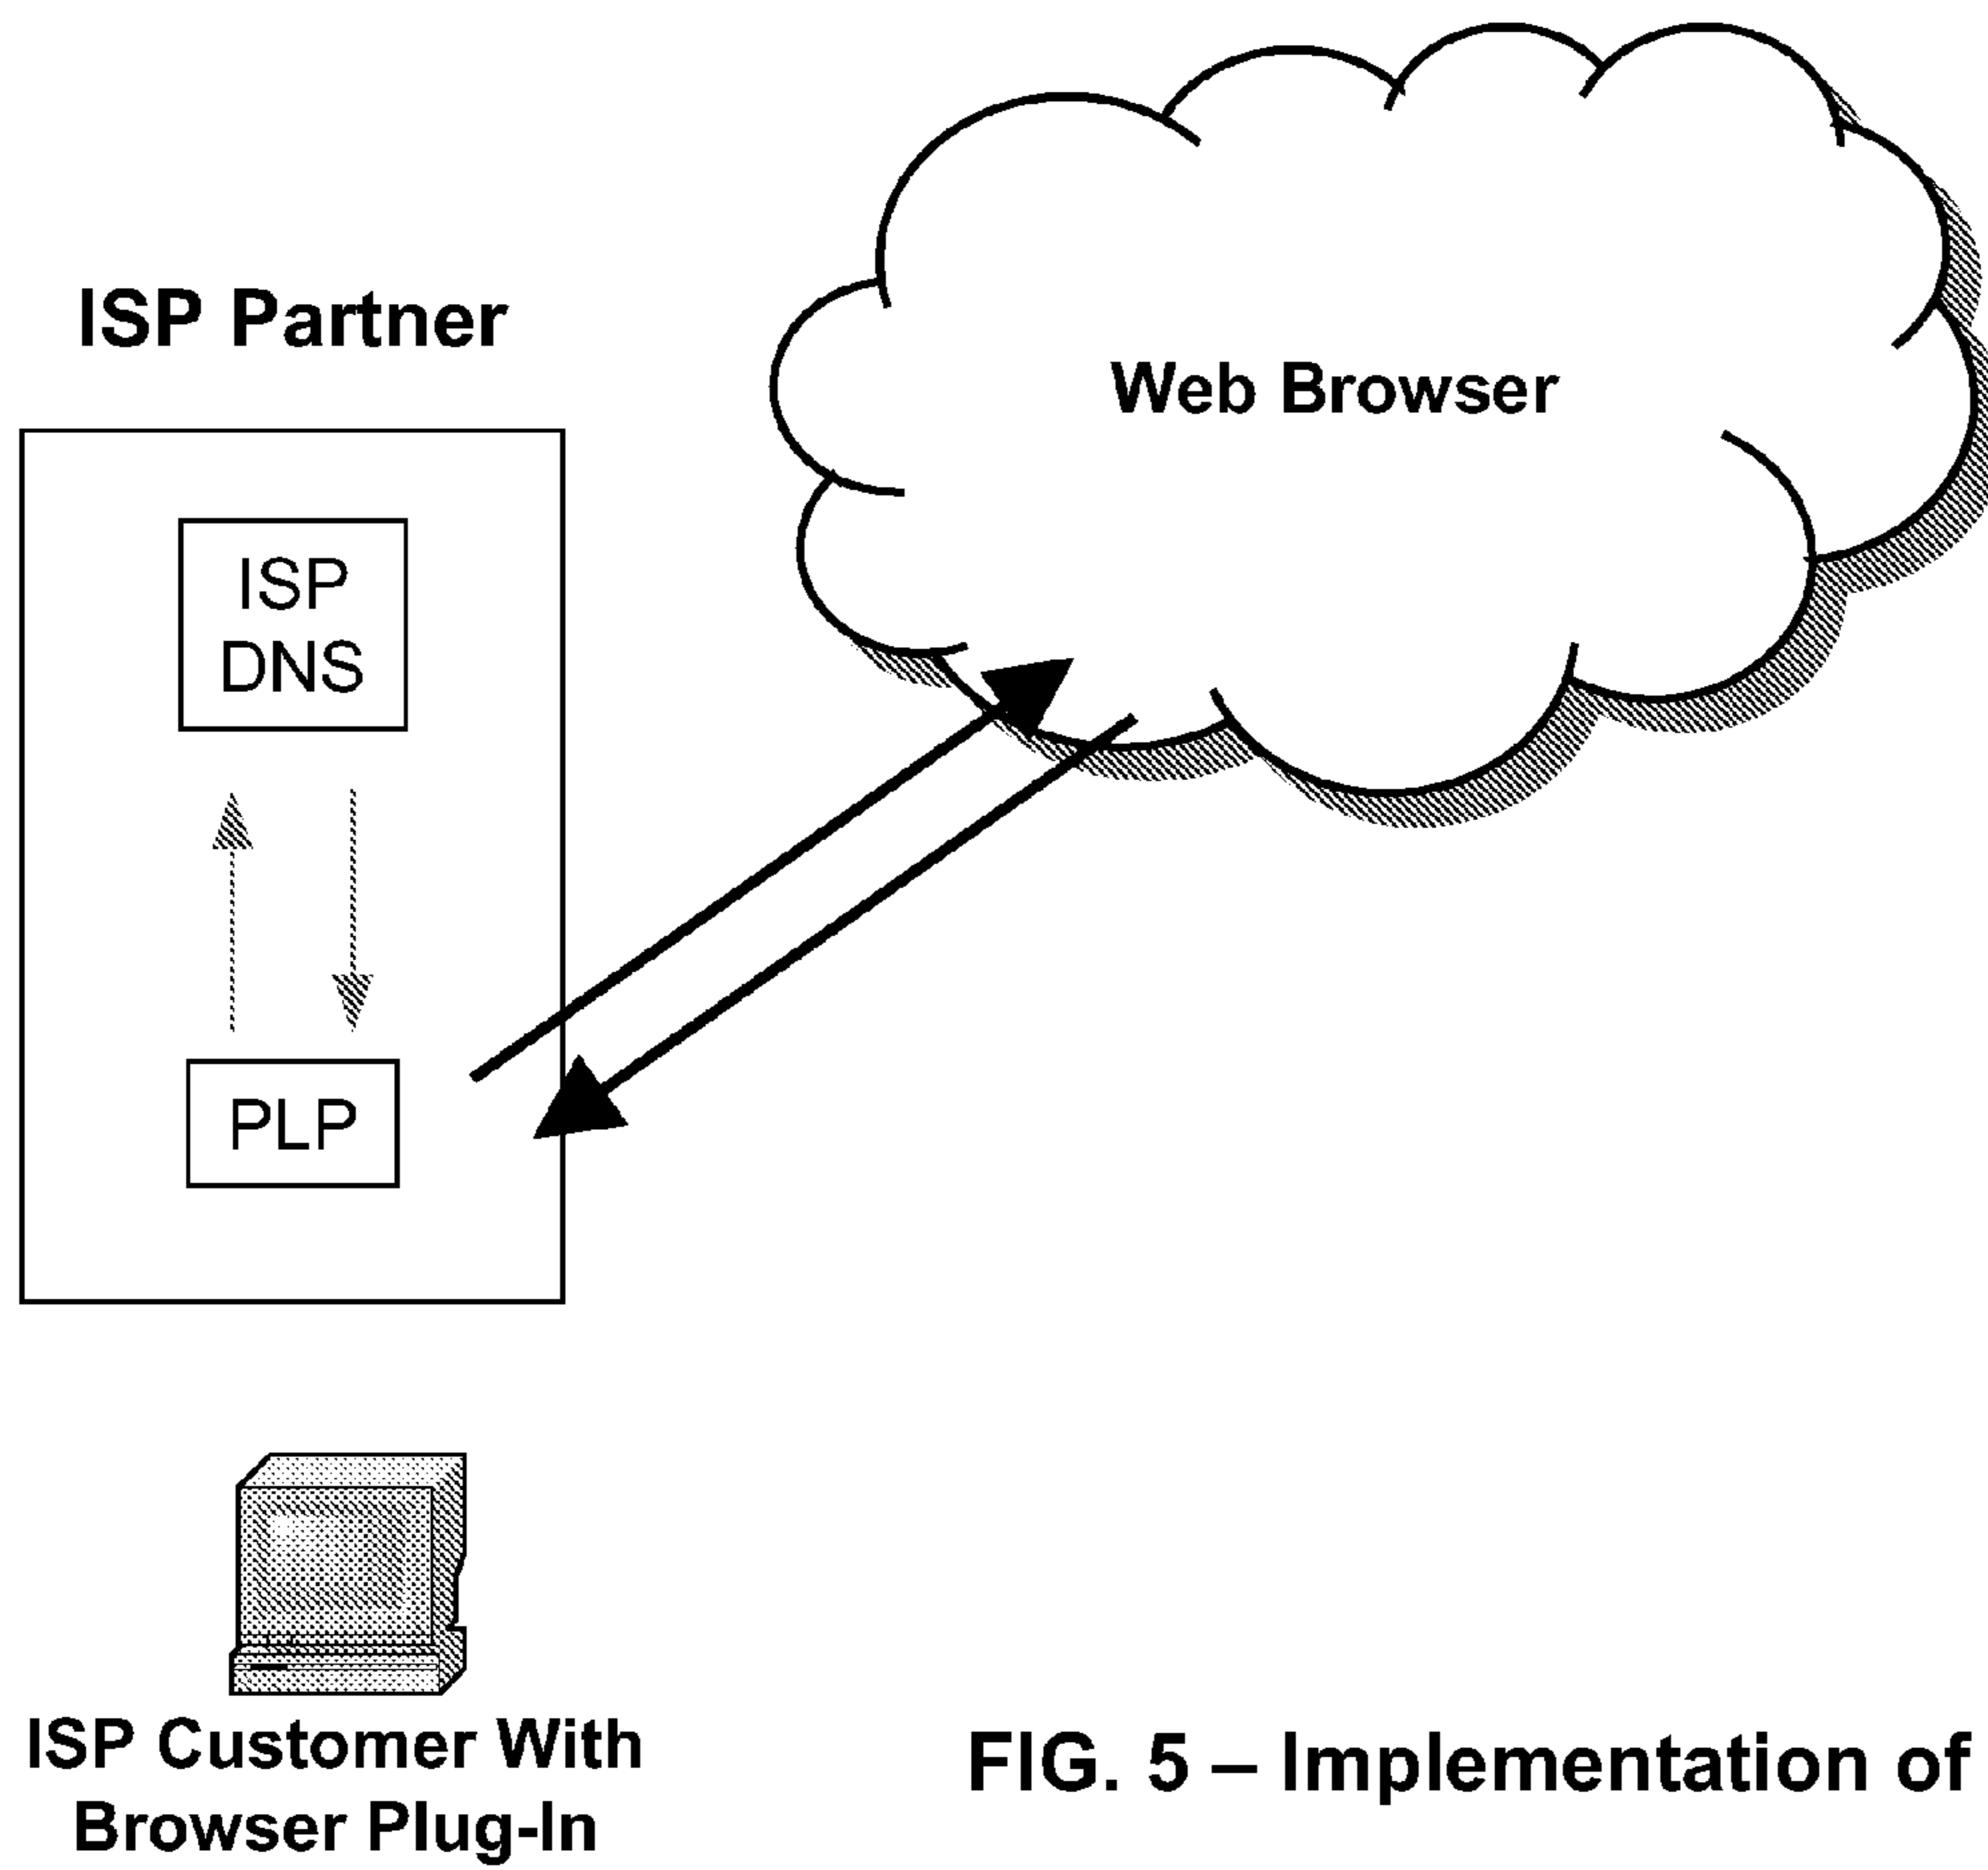 ISP Partner
Web Browser
ISP
DNS
PLP
ISP Customer With
Browser Plug-In
FIG. 5 – Implementation of